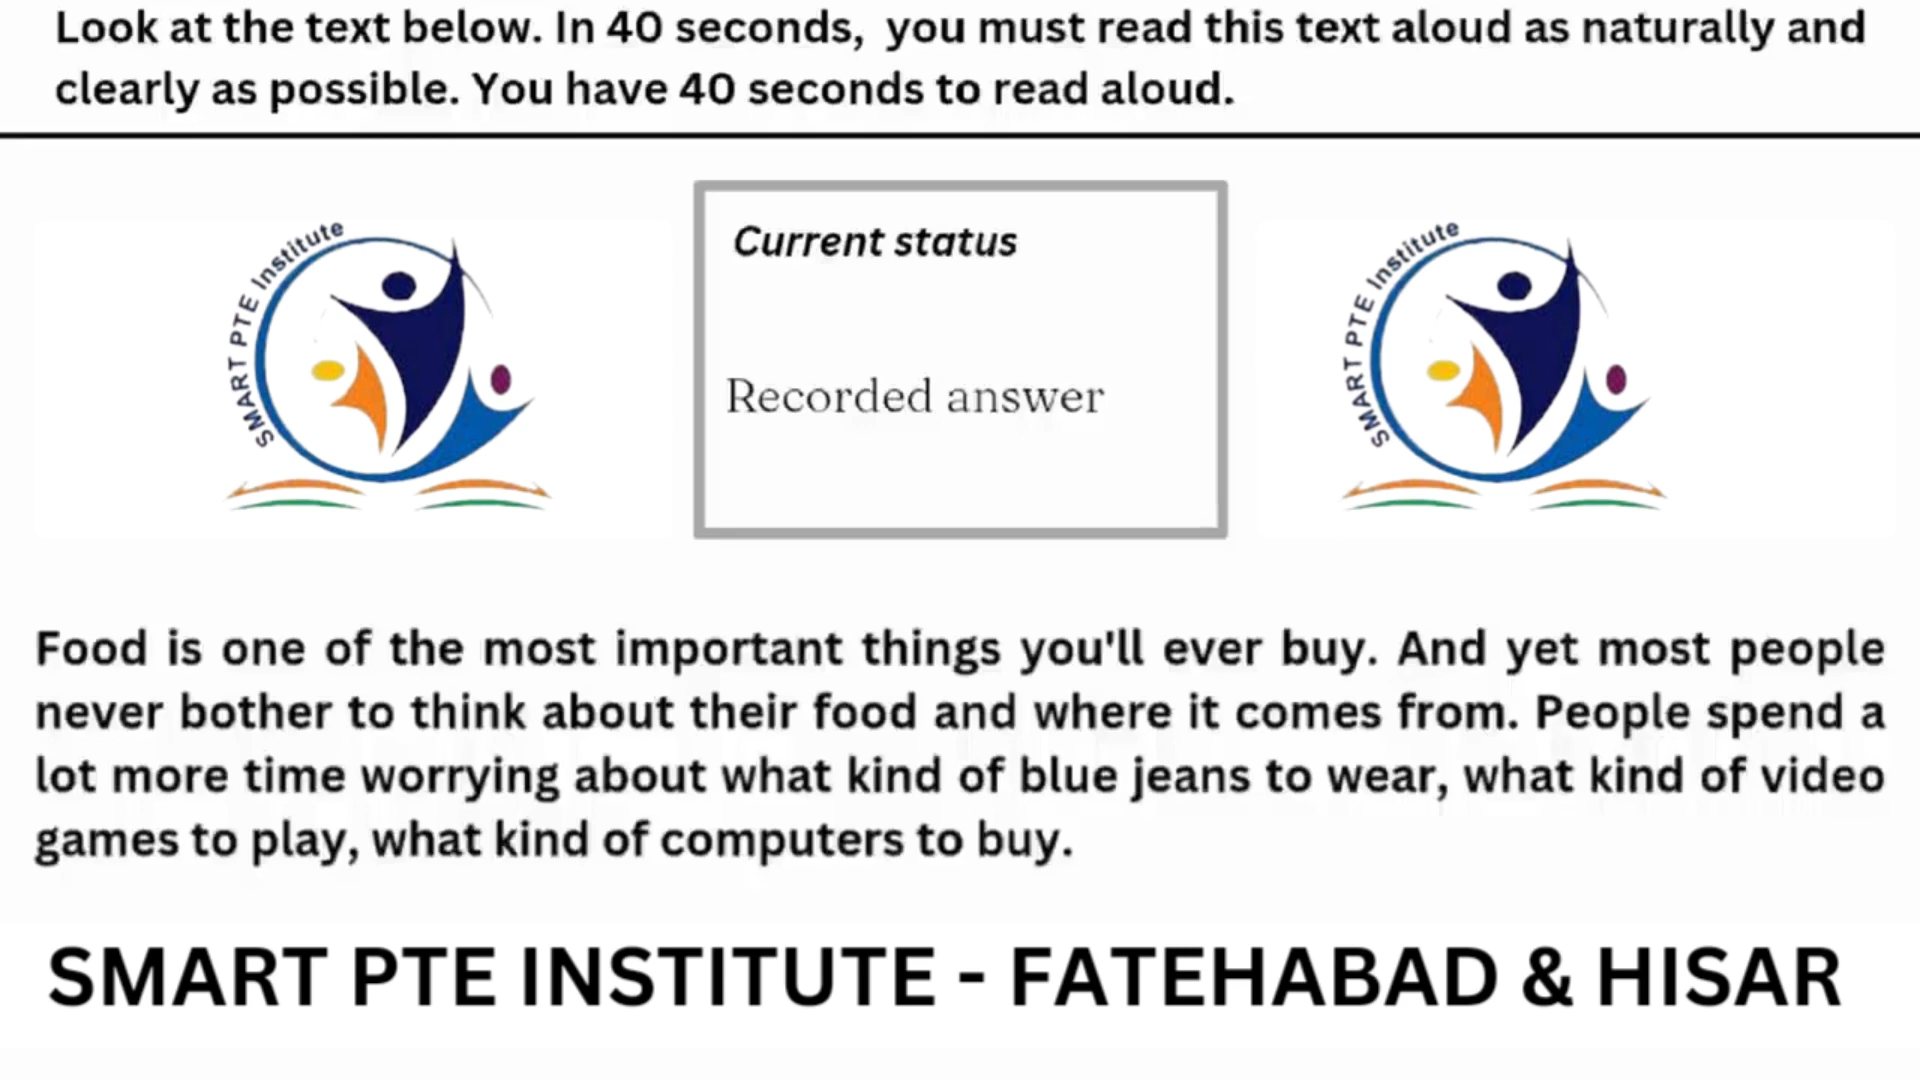 Look at the text below. In 40 seconds, you must read this text aloud as naturally and
clearly as possible. You have 40 seconds to read aloud.
SMART PTE Institute
Current status
Recorded answer
SMART PTE Institute
Food is one of the most important things you'll ever buy. And yet most people
never bother to think about their food and where it comes from. People spend a
lot more time worrying about what kind of blue jeans to wear, what kind of video
games to play, what kind of computers to buy.
SMART PTE INSTITUTE - FATEHABAD & HISAR